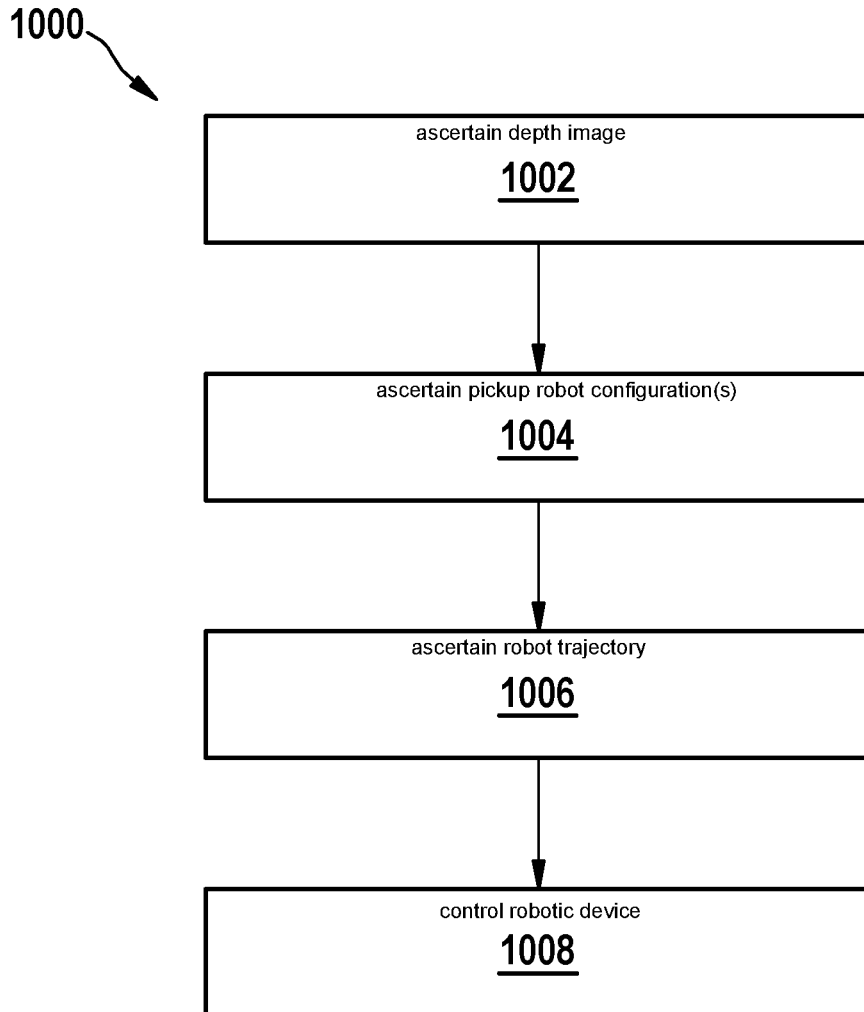 1000
ascertain depth image
1002
ascertain pickup robot configuration(s)
1004
ascertain robot trajectory
1006
control robotic device
1008